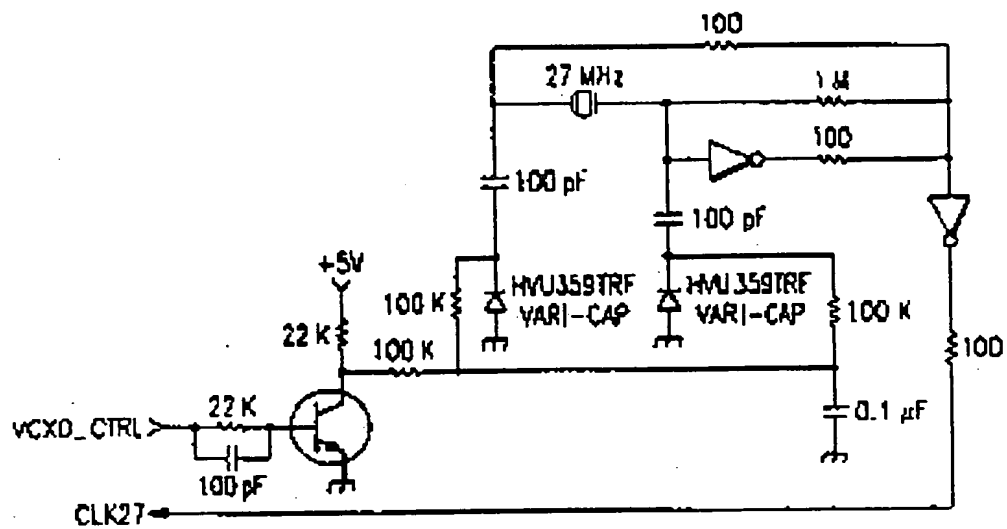 100
27 MHz
1 M
100
100 pF
100 pF
+5V
HVU359TRF
VARI-CAP
HVU359TRF
VARI-CAP
100 K
100 K
22 K
100 K
100
22 K
0.1 µF
VCXO_CTRL
100 pF
CLK27